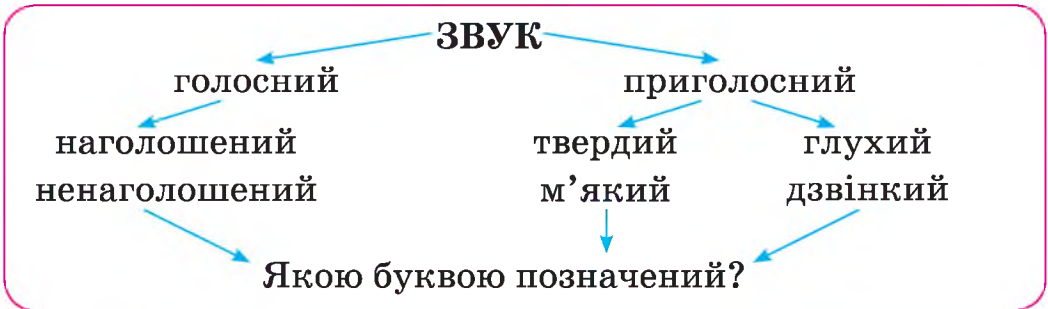 ЗВУК
голосний приголосний
наголошений твердий глухий
ненаголошений м’який дзвінкий
Якою буквою позначений?